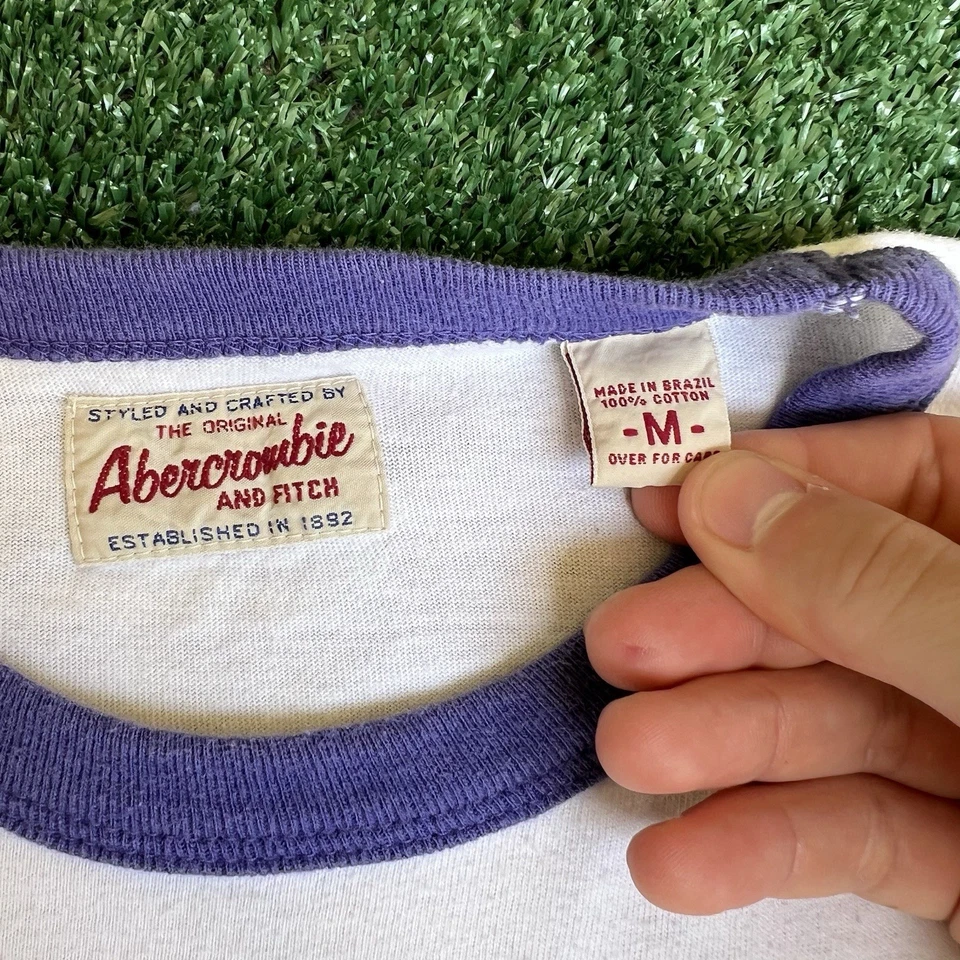 STYLED AND CRAFTED BY
THE ORIGINAL
Abercrombie
AND FITCH
ESTABLISHED IN 1892
MADE IN BRAZIL
100% COTTON
-M-
OVER FOR CARE